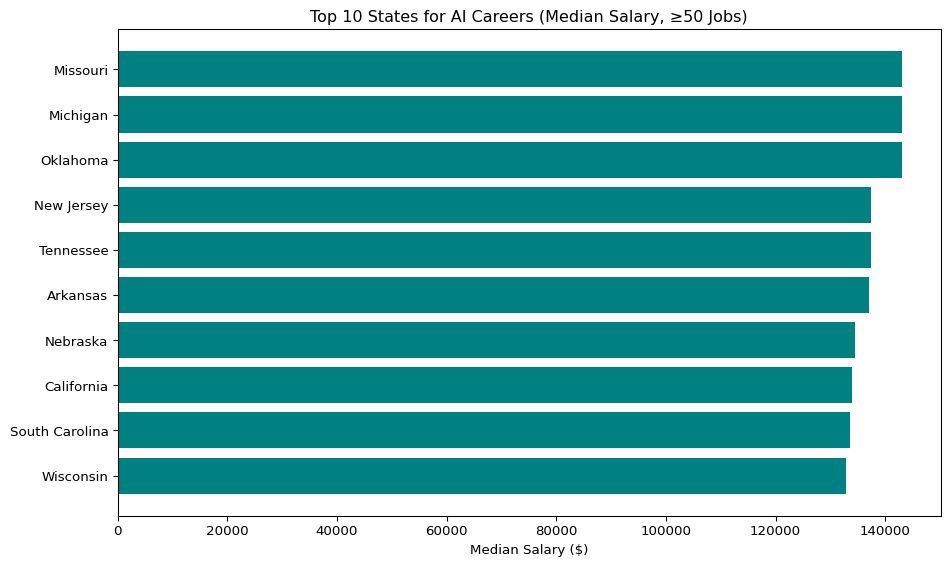 Top 10 States for AI Careers (Median Salary, ≥50 Jobs)
Missouri
Michigan
Oklahoma
New Jersey
Tennessee
Arkansas
Nebraska
California
South Carolina
Wisconsin
0 20000 40000 60000 80000 100000 120000 140000
Median Salary ($)